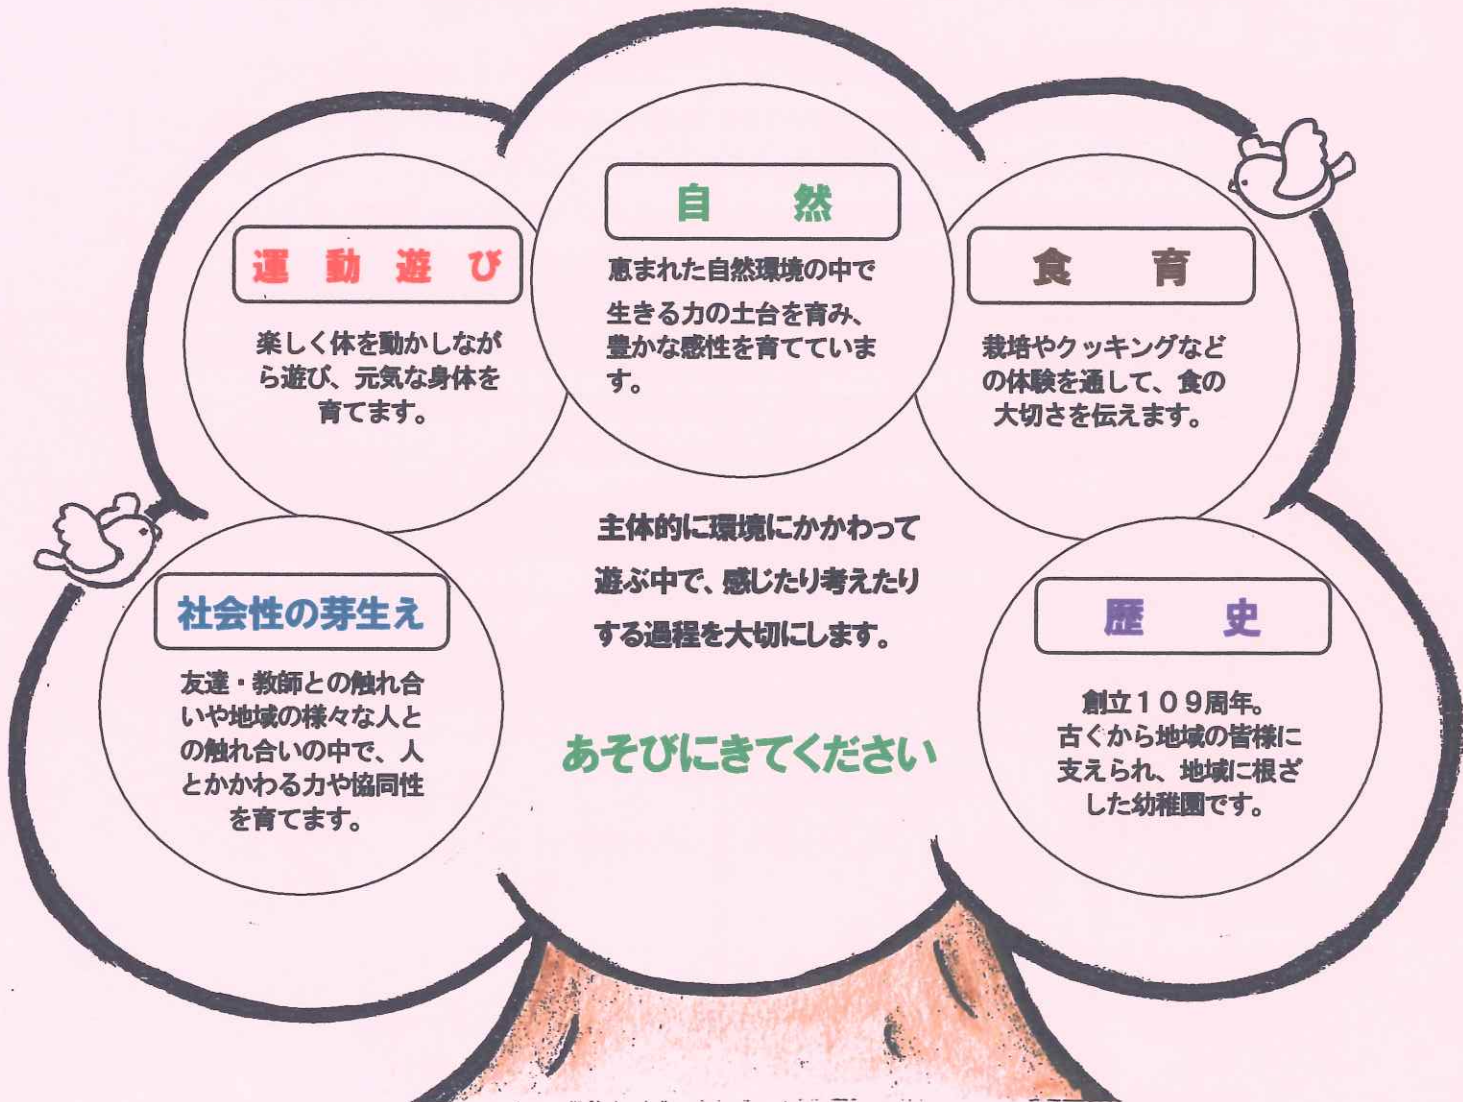 自　然
恵まれた自然環境の中で
生きる力の土台を育み、
豊かな感性を育てていま
す。
運 動 遊 び
楽しく体を動かしなが
ら遊び、元気な身体を
育てます。
食　育
栽培やクッキングなど
の体験を通して、食の
大切さを伝えます。
主体的に環境にかかわって
遊ぶ中で、感じたり考えたり
する過程を大切にします。
社会性の芽生え
友達・教師との触れ合
いや地域の様々な人と
の触れ合いの中で、人
とかかわる力や協同性
を育てます。
歴　史
創立１０９周年。
古くから地域の皆様に
支えられ、地域に根ざ
した幼稚園です。
あそびにきてください